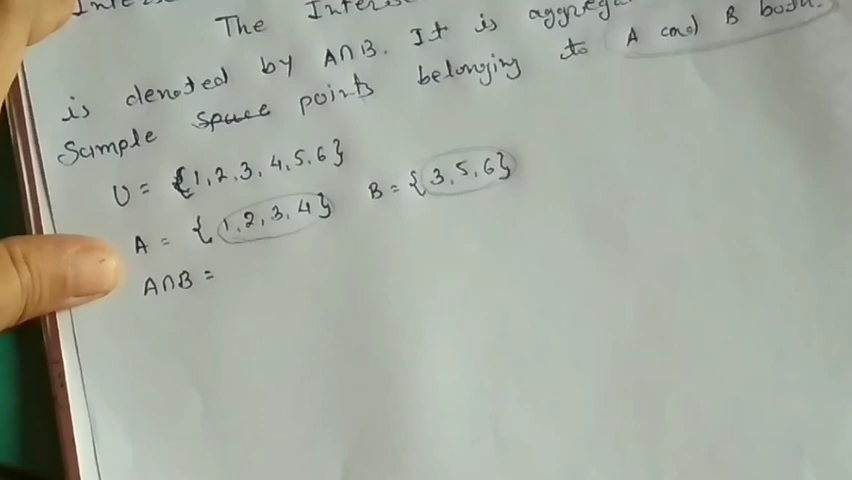 The
is denoted by A∩B. It is
Sample space points belonging to A and B both.
U = {1, 2, 3, 4, 5, 6}
A = {1, 2, 3, 4} B = {3, 5, 6}
A∩B =